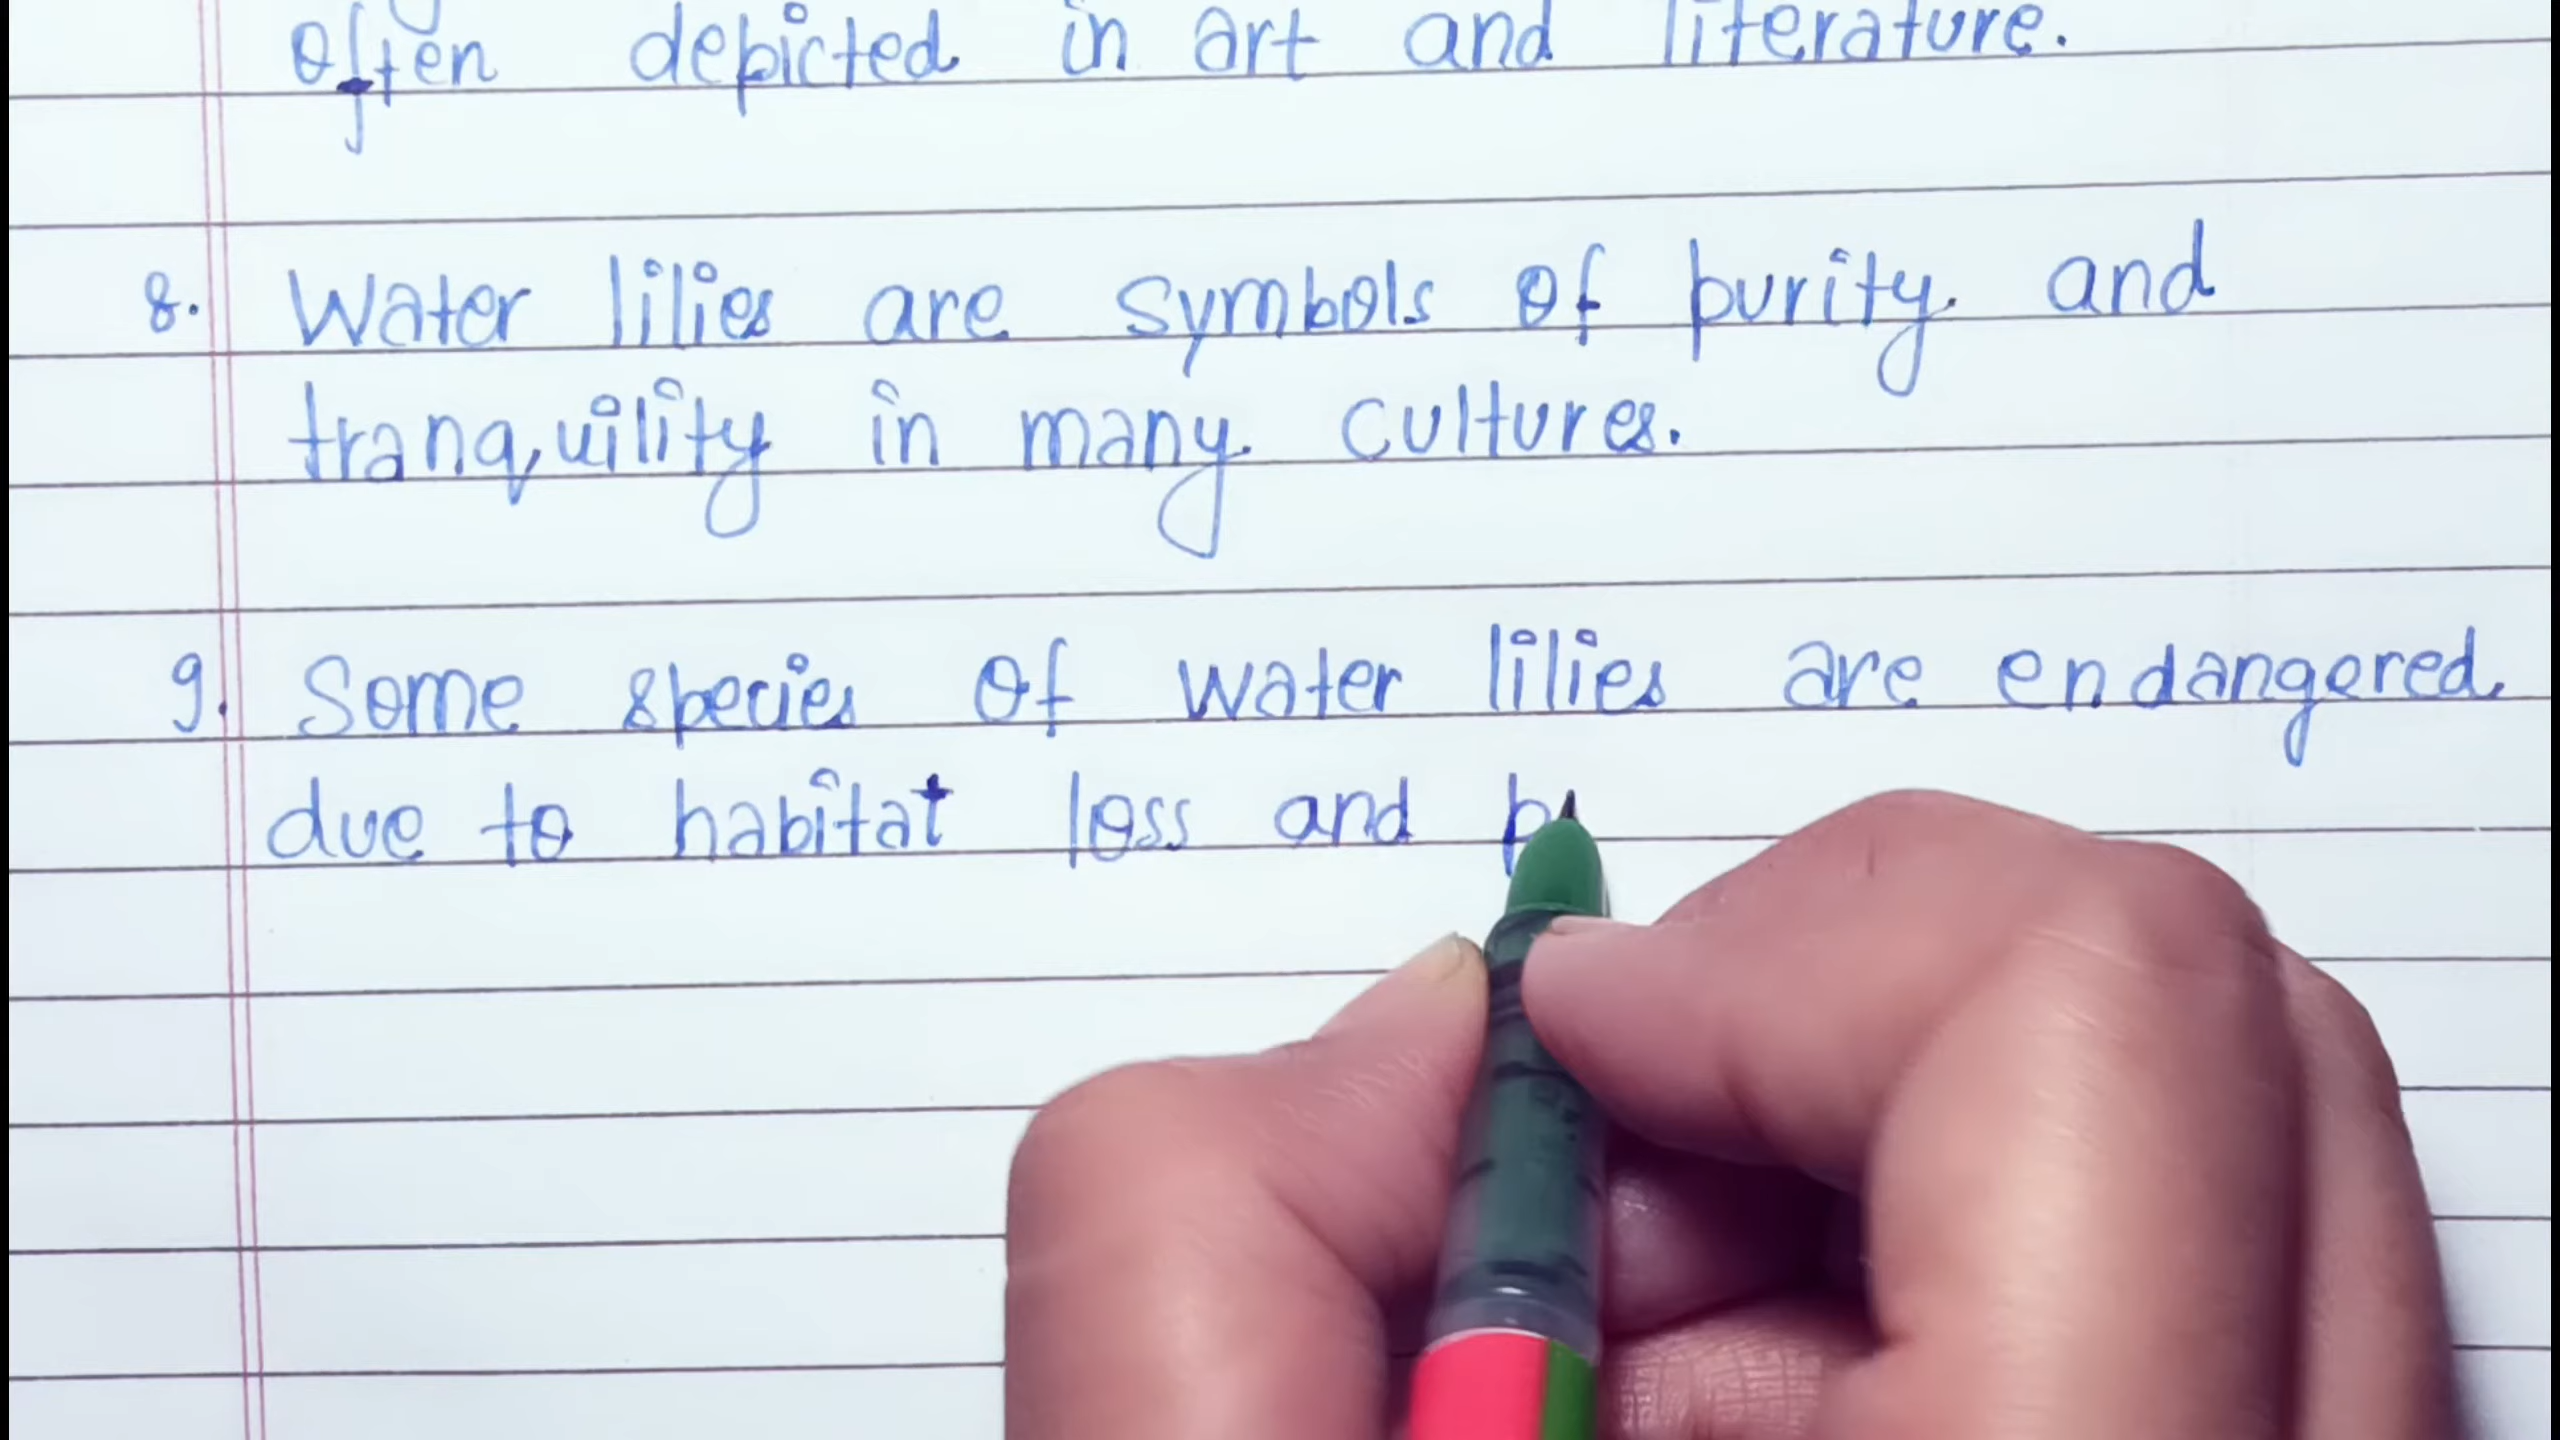 often depicted in art and literature.
8. Water lilies are symbols of purity and
tranquility in many cultures.
9. Some species of water lilies are endangered
due to habitat loss and p